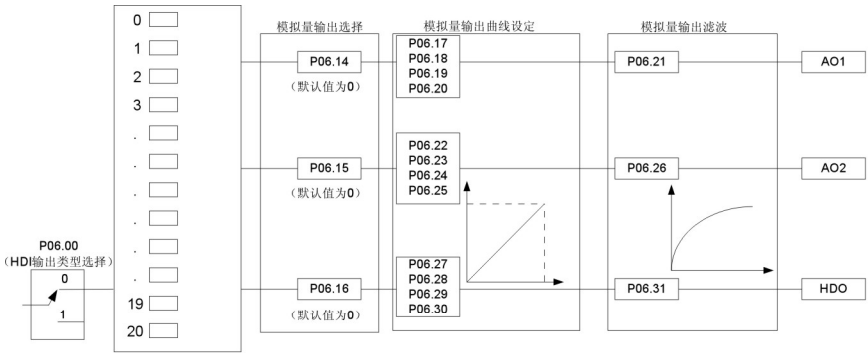 P06.00
（HDI输出类型选择）
0
1
0
1
2
3
.
.
.
.
.
.
19
20
模拟量输出选择
P06.14
（默认值为0）
P06.15
（默认值为0）
P06.16
（默认值为0）
模拟量输出曲线设定
P06.17
P06.18
P06.19
P06.20
P06.22
P06.23
P06.24
P06.25
P06.27
P06.28
P06.29
P06.30
模拟量输出滤波
P06.21
P06.26
P06.31
AO1
AO2
HDO